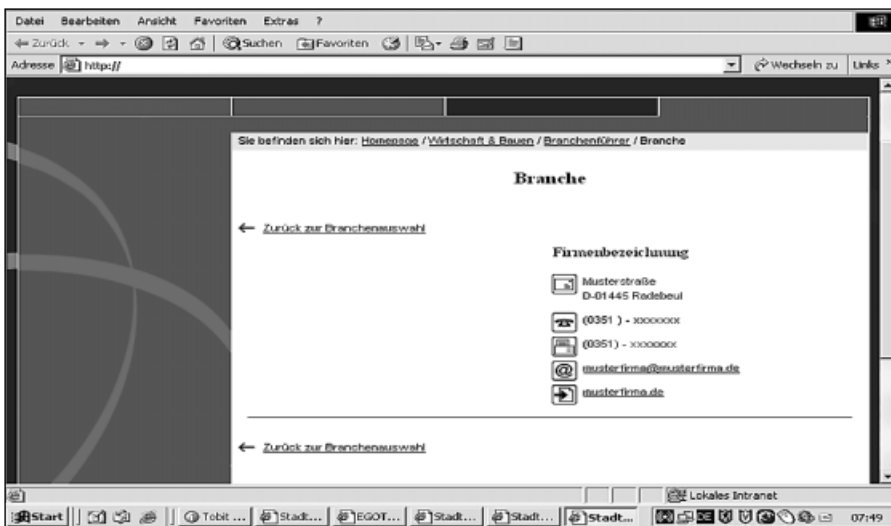 Datei Bearbeiten Ansicht Favoriten Extras ?
Zurück Suchen Favoriten
Adresse http:// Wechseln zu Links
Sie befinden sich hier: Homepage / Wirtschaft & Bauen / Branchenführer / Branche
Branche
Zurück zur Branchenauswahl
Firmenbezeichnung
Musterstraße
D-01445 Radebeul
(0351 ) - xxxxxxx
(0351) - xxxxxxx
musterfirma@musterfirma.de
musterfirma.de
Zurück zur Branchenauswahl
Lokales Intranet
Start Tobit ... Stadt... EGOT... Stadt... Stadt... Stadt... 07:49